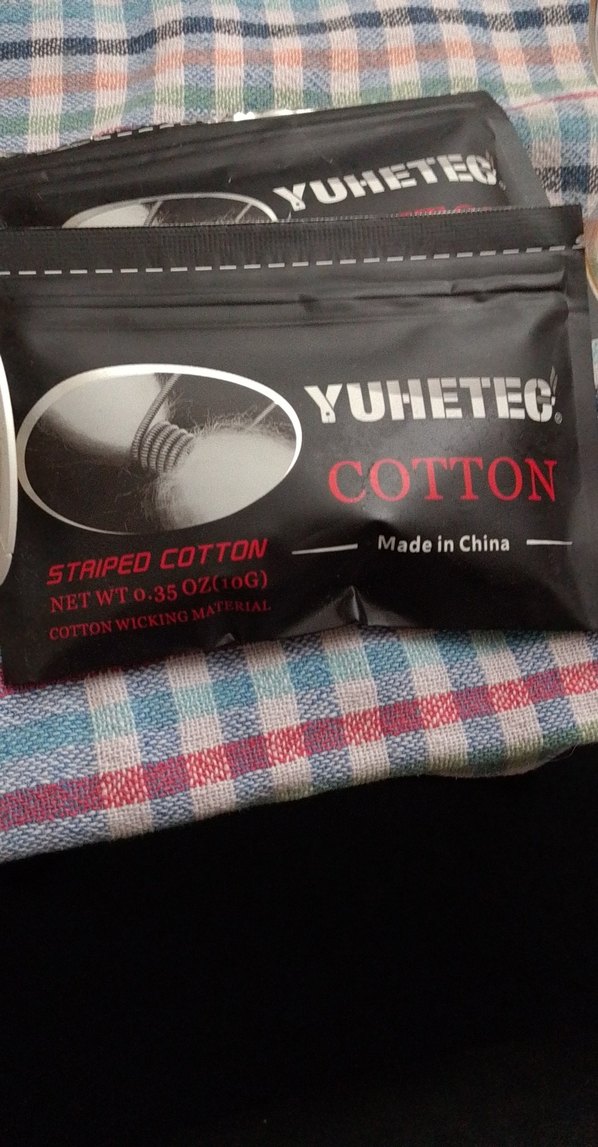 YUHETEC
YUHETEC®
COTTON
Made in China
STRIPED COTTON
NET WT 0.35 OZ(10G)
COTTON WICKING MATERIAL